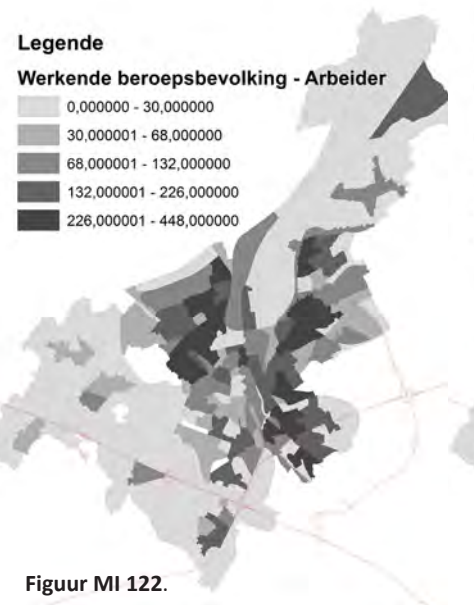 Legende
Werkende beroepsbevolking - Arbeider
0,000000 - 30,000000
30,000001 - 68,000000
68,000001 - 132,000000
132,000001 - 226,000000
226,000001 - 448,000000
Figuur MI 122.